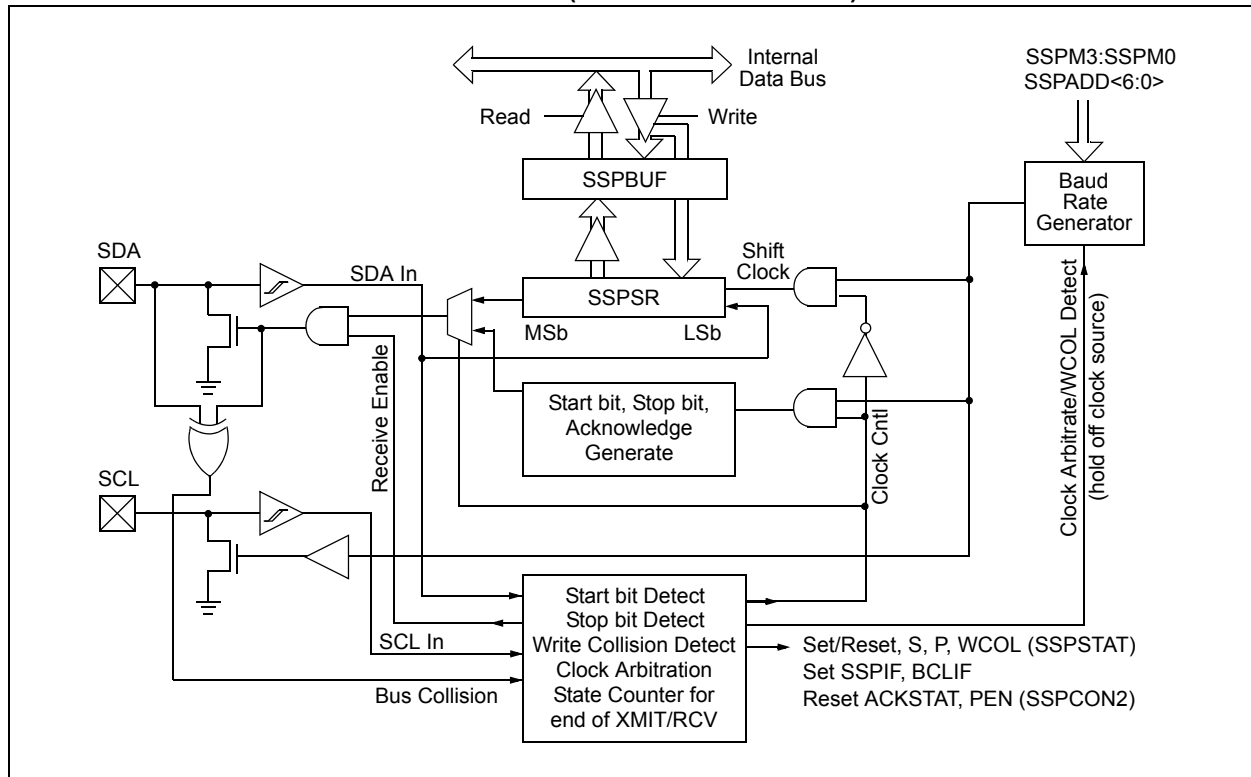 Internal
Data Bus
SSPM3:SSPM0
SSPADD<6:0>
Read
Write
SSPBUF
Baud
Rate
Generator
SDA
SDA In
Shift
Clock
SSPSR
MSb
LSb
Receive Enable
Start bit, Stop bit,
Acknowledge
Generate
Clock Cntl
Clock Arbitrate/WCOL Detect
(hold off clock source)
SCL
SCL In
Bus Collision
Start bit Detect
Stop bit Detect
Write Collision Detect
Clock Arbitration
State Counter for
end of XMIT/RCV
Set/Reset, S, P, WCOL (SSPSTAT)
Set SSPIF, BCLIF
Reset ACKSTAT, PEN (SSPCON2)